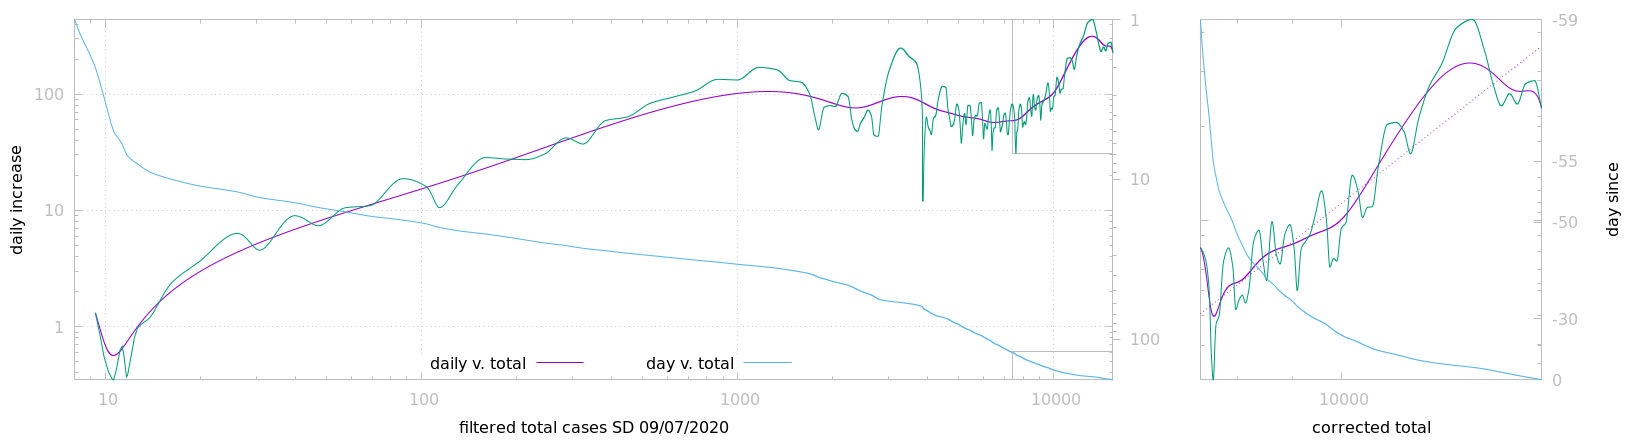 daily increase
100
10
1
10
100
1000
10000
1
10
100
daily v. total
day v. total
filtered total cases SD 09/07/2020
10000
-59
-55
-50
-30
0
day since
corrected total